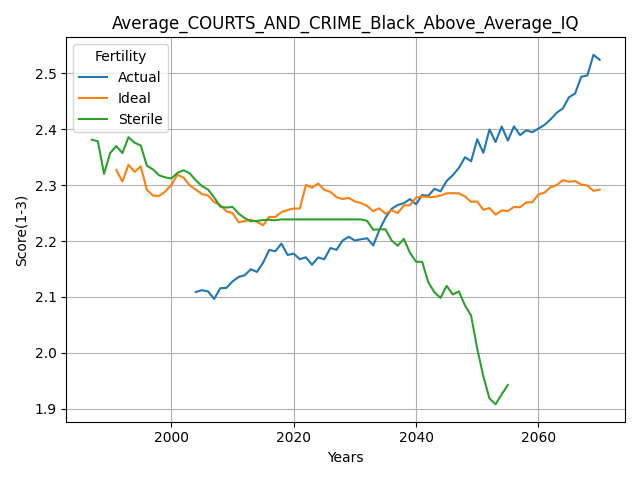 Average_COURTS_AND_CRIME_Black_Above_Average_IQ
Fertility
Actual
Ideal
Sterile
Score(1-3)
2.5
2.4
2.3
2.2
2.1
2.0
1.9
2000 2020 2040 2060
Years